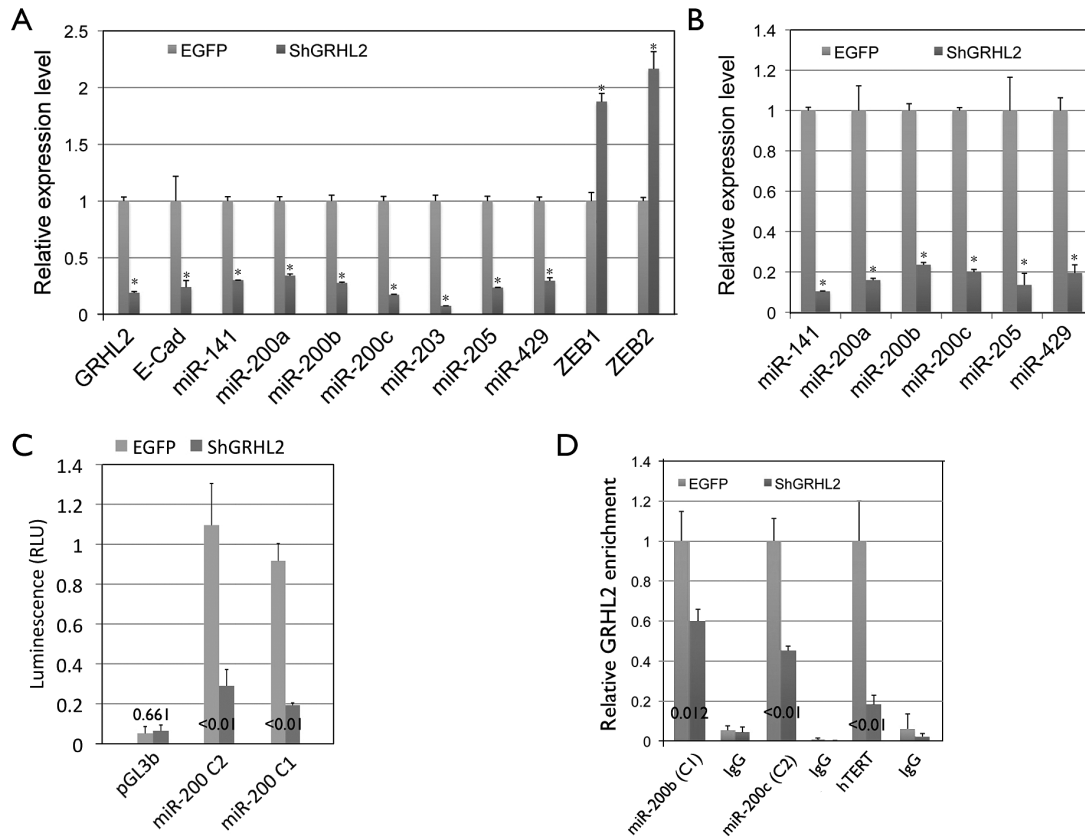 A
Relative expression level
2.5
2
1.5
1
0.5
0
EGFP
ShGRHL2
*
*
*
*
*
*
*
*
*
*
*
GRHL2
E-Cad
miR-141
miR-200a
miR-200b
miR-200c
miR-203
miR-205
miR-429
ZEB1
ZEB2
B
Relative expression level
1.4
1.2
1
0.8
0.6
0.4
0.2
0
EGFP
ShGRHL2
*
*
*
*
*
*
miR-141
miR-200a
miR-200b
miR-200c
miR-205
miR-429
C
EGFP
ShGRHL2
Luminescence (RLU)
1.4
1.2
1
0.8
0.6
0.4
0.2
0
0.661
<0.01
<0.01
pGL3b
miR-200 C2
miR-200 C1
D
Relative GRHL2 enrichment
1.4
1.2
1
0.8
0.6
0.4
0.2
0
EGFP
ShGRHL2
0.012
<0.01
<0.01
miR-200b (C1)
IgG
miR-200c (C2)
IgG
hTERT
IgG